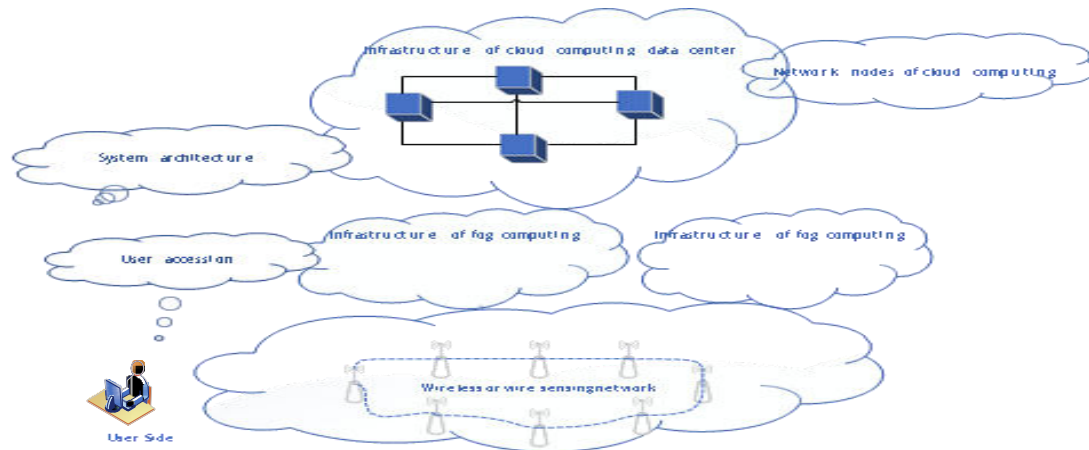 Infrastructure of cloud computing data center
Network nodes of cloud computing
System architecture
Infrastructure of fog computing
Infrastructure of fog computing
User accession
Wireless or wire sensing network
User Side